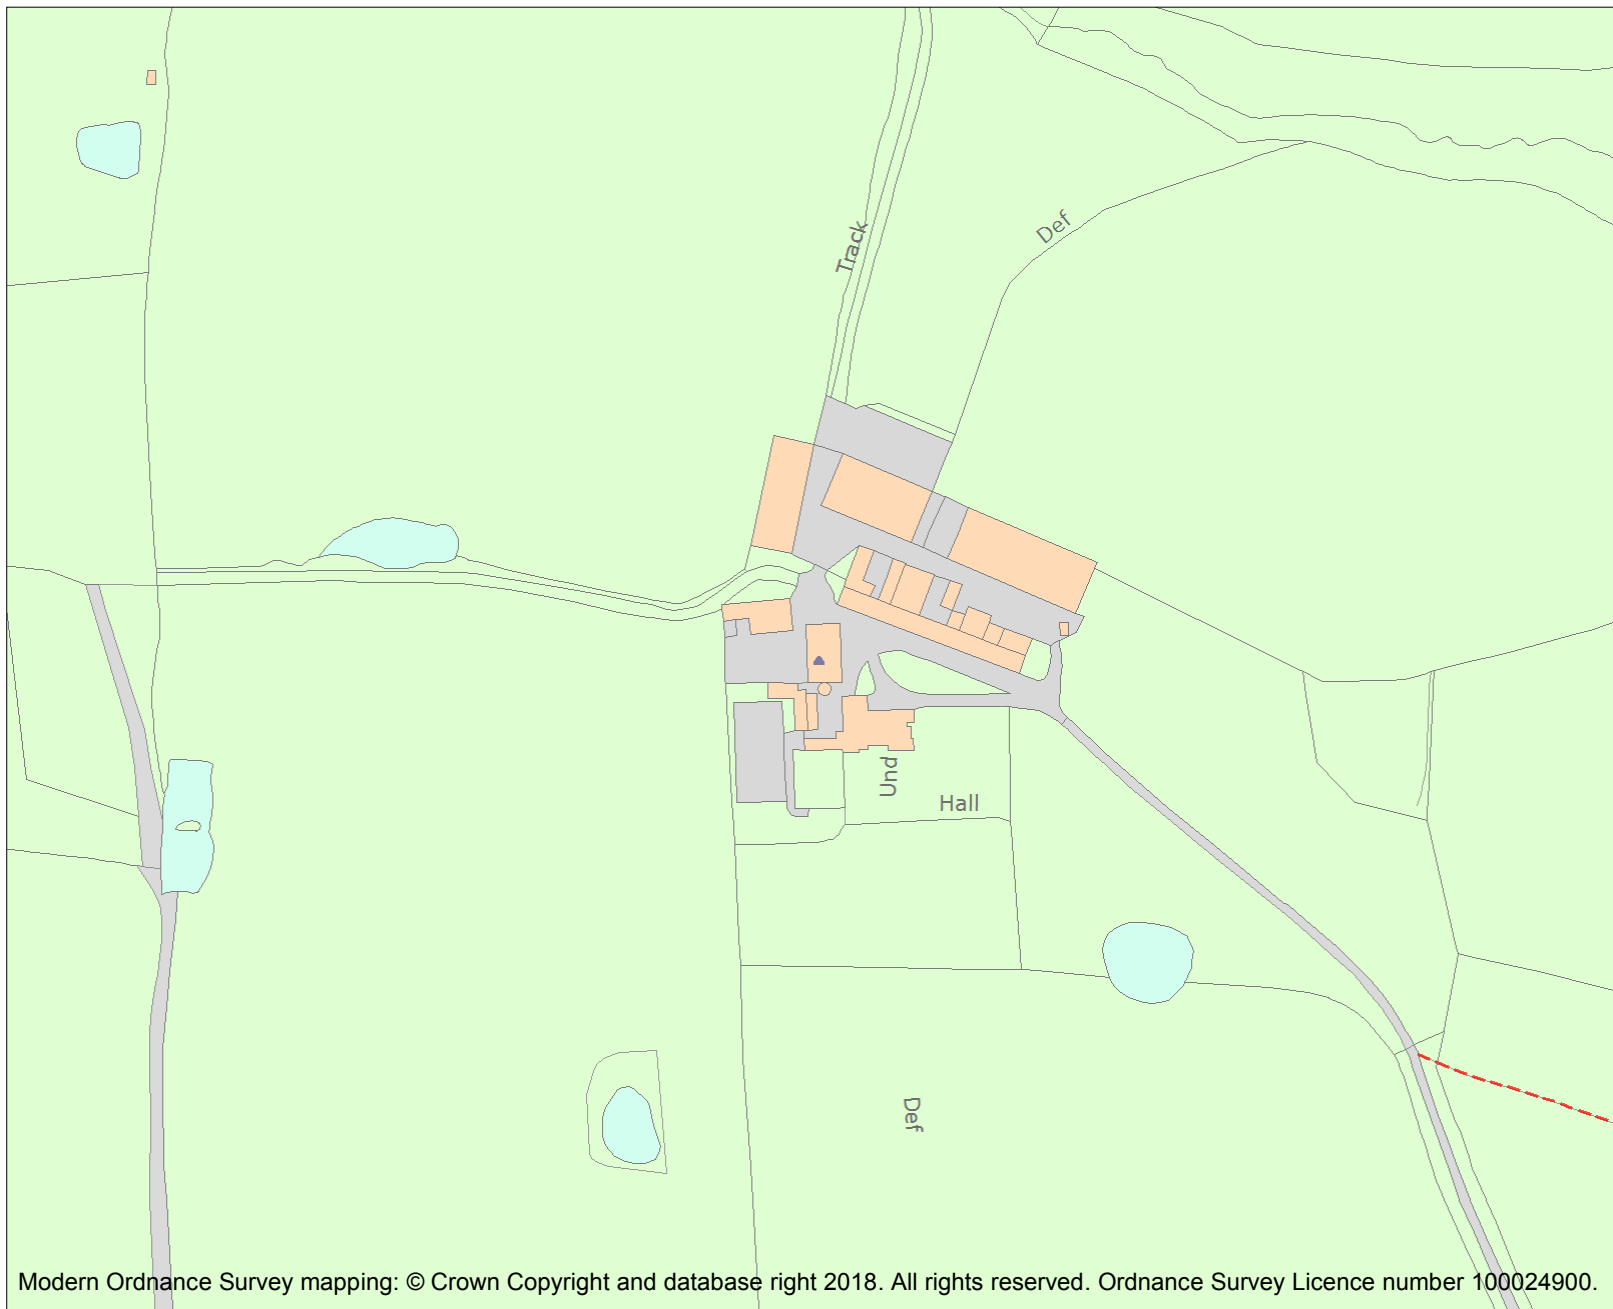 Track
Def
Und
Hall
Def
Modern Ordnance Survey mapping: © Crown Copyright and database right 2018. All rights reserved. Ordnance Survey Licence number 100024900.